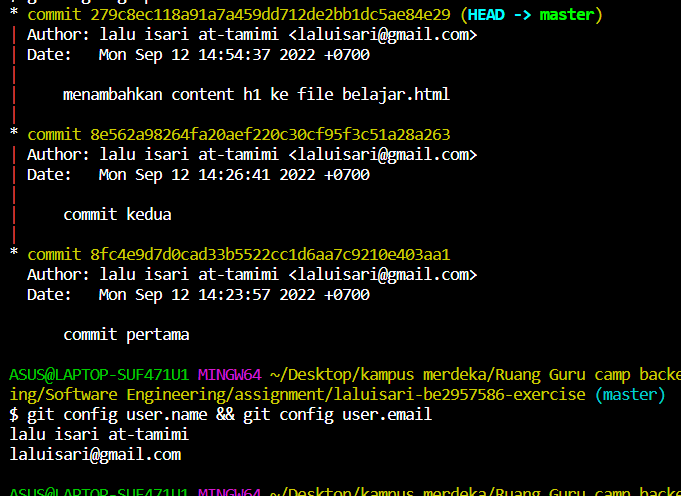 * commit 279c8ec118a91a7a459dd712de2bb1dc5ae84e29 (HEAD -> master)
| Author: lalu isari at-tamimi <laluisari@gmail.com>
| Date:   Mon Sep 12 14:54:37 2022 +0700
|
|     menambahkan content h1 ke file belajar.html
|
* commit 8e562a98264fa20aef220c30cf95f3c51a28a263
| Author: lalu isari at-tamimi <laluisari@gmail.com>
| Date:   Mon Sep 12 14:26:41 2022 +0700
|
|     commit kedua
|
* commit 8fc4e9d7d0cad33b5522cc1d6aa7c9210e403aa1
  Author: lalu isari at-tamimi <laluisari@gmail.com>
  Date:   Mon Sep 12 14:23:57 2022 +0700
      commit pertama
ASUS@LAPTOP-SUF471U1 MINGW64 ~/Desktop/kampus merdeka/Ruang Guru camp backe
ing/Software Engineering/assignment/laluisari-be2957586-exercise (master)
$ git config user.name && git config user.email
lalu isari at-tamimi
laluisari@gmail.com
ASUS@LAPTOP-SUF471U1 MINGW64 ~/Desktop/kampus merdeka/Ruang Guru camp backe